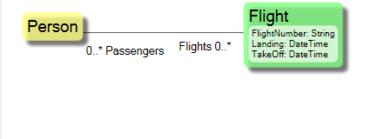 Person
0..* Passengers
Flights 0..*
Flight
FlightNumber: String
Landing: DateTime
TakeOff: DateTime